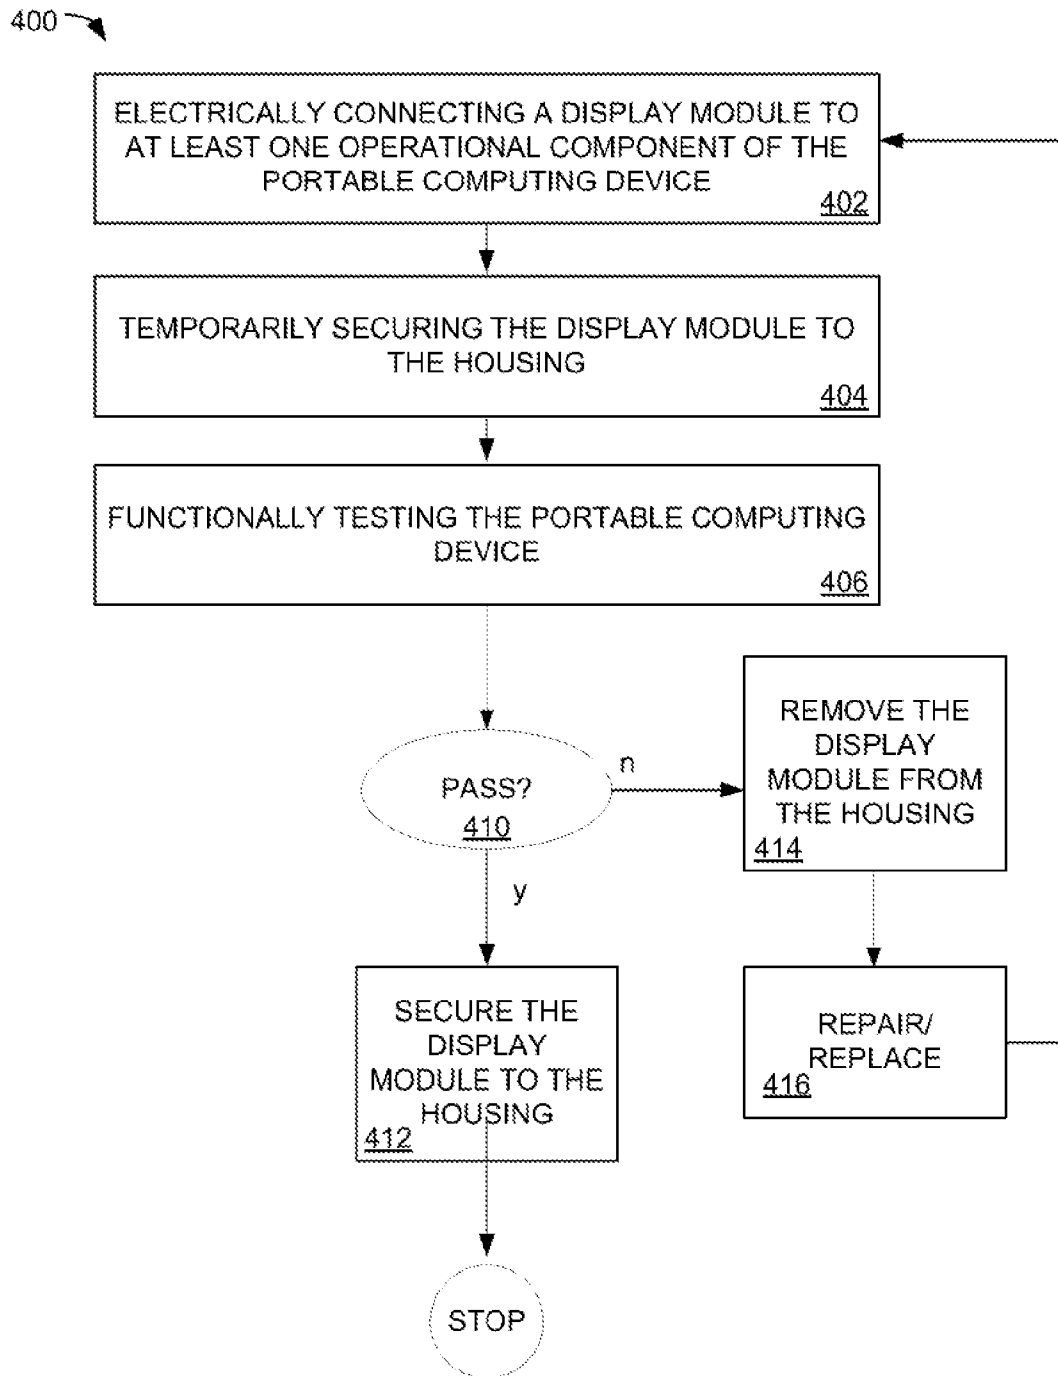 400
ELECTRICALLY CONNECTING A DISPLAY MODULE TO
AT LEAST ONE OPERATIONAL COMPONENT OF THE
PORTABLE COMPUTING DEVICE
402
TEMPORARILY SECURING THE DISPLAY MODULE TO
THE HOUSING
404
FUNCTIONALLY TESTING THE PORTABLE COMPUTING
DEVICE
406
PASS?
410
n
REMOVE THE
DISPLAY
MODULE FROM
THE HOUSING
414
y
SECURE THE
DISPLAY
MODULE TO THE
HOUSING
412
REPAIR/
REPLACE
416
STOP